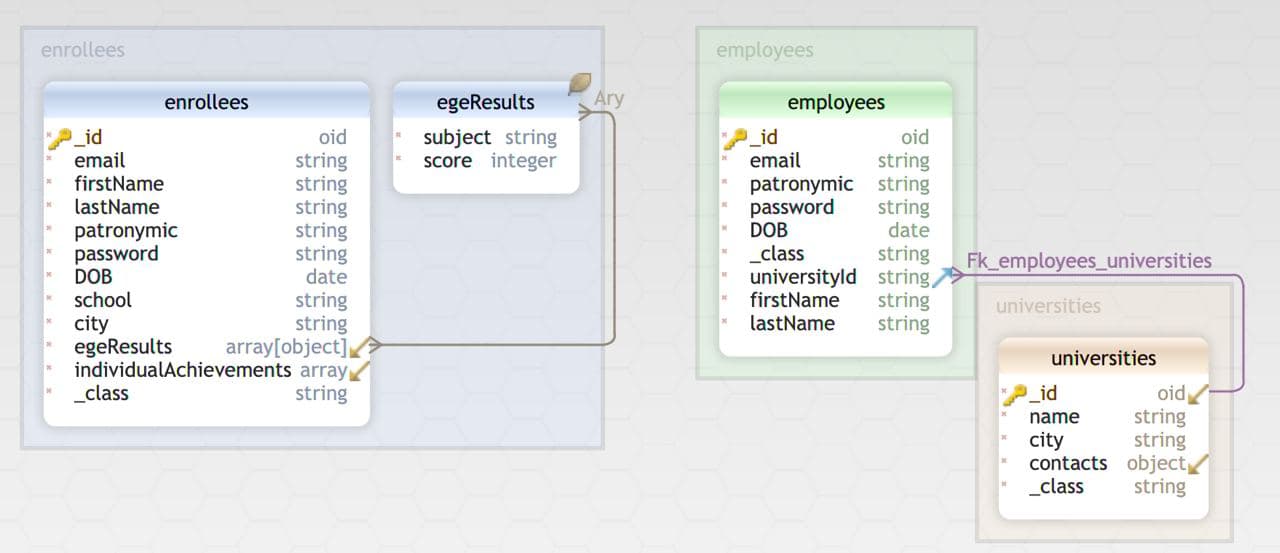 enrollees
enrollees
_id oid
email string
firstName string
lastName string
patronymic string
password string
DOB date
school string
city string
egeResults array[object]
individualAchievements array
_class string
egeResults
Ary
subject string
score integer
employees
employees
_id oid
email string
patronymic string
password string
DOB date
_class string
universityId string
firstName string
lastName string
Fk_employees_universities
universities
universities
_id oid
name string
city string
contacts object
_class string